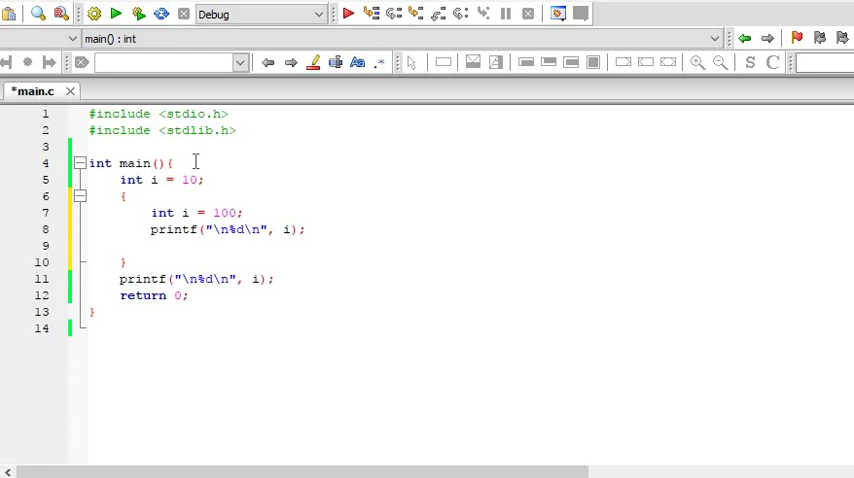 Debug
main() : int
Aa .*
S C
*main.c
1 #include <stdio.h>
2 #include <stdlib.h>
3
4 int main(){
5 int i = 10;
6 {
7 int i = 100;
8 printf("\n%d\n", i);
9
10 }
11 printf("\n%d\n", i);
12 return 0;
13 }
14